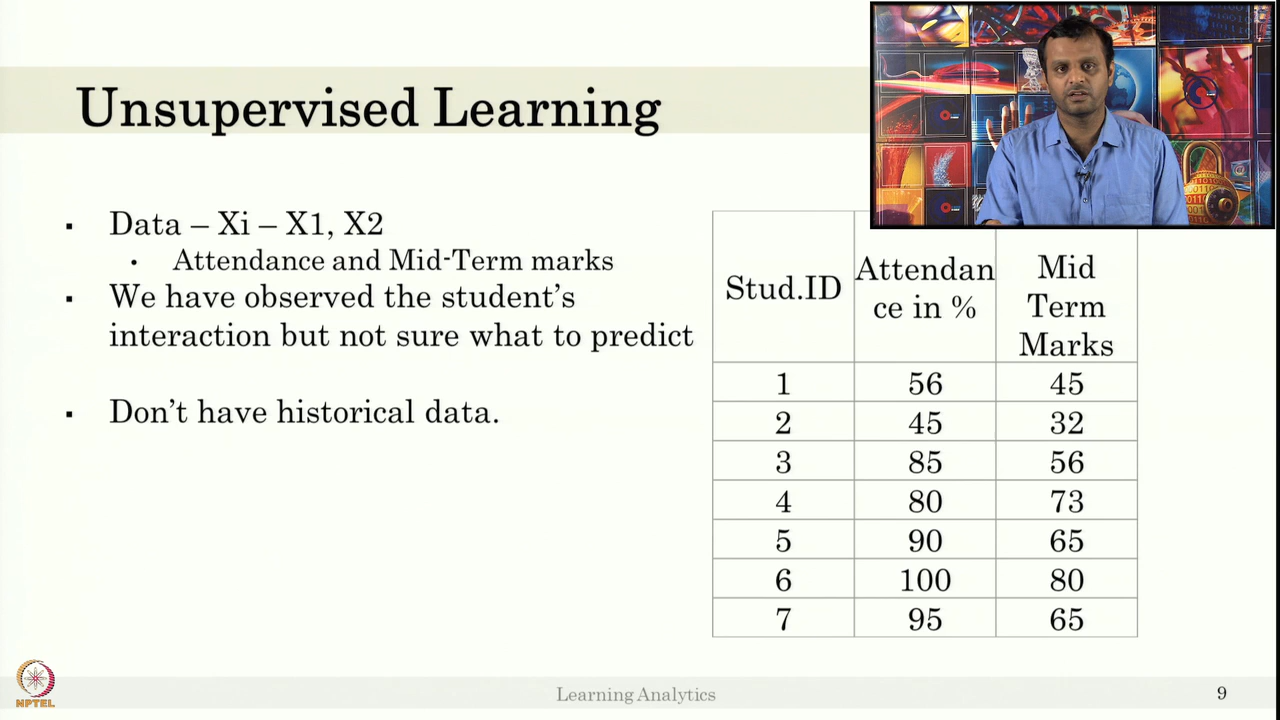 Unsupervised Learning
▪ Data – Xi – X1, X2
• Attendance and Mid-Term marks
▪ We have observed the student’s
interaction but not sure what to predict
▪ Don’t have historical data.
Stud.ID Attendan
ce in % Mid
Term
Marks
1 56 45
2 45 32
3 85 56
4 80 73
5 90 65
6 100 80
7 95 65
NPTEL
Learning Analytics
9